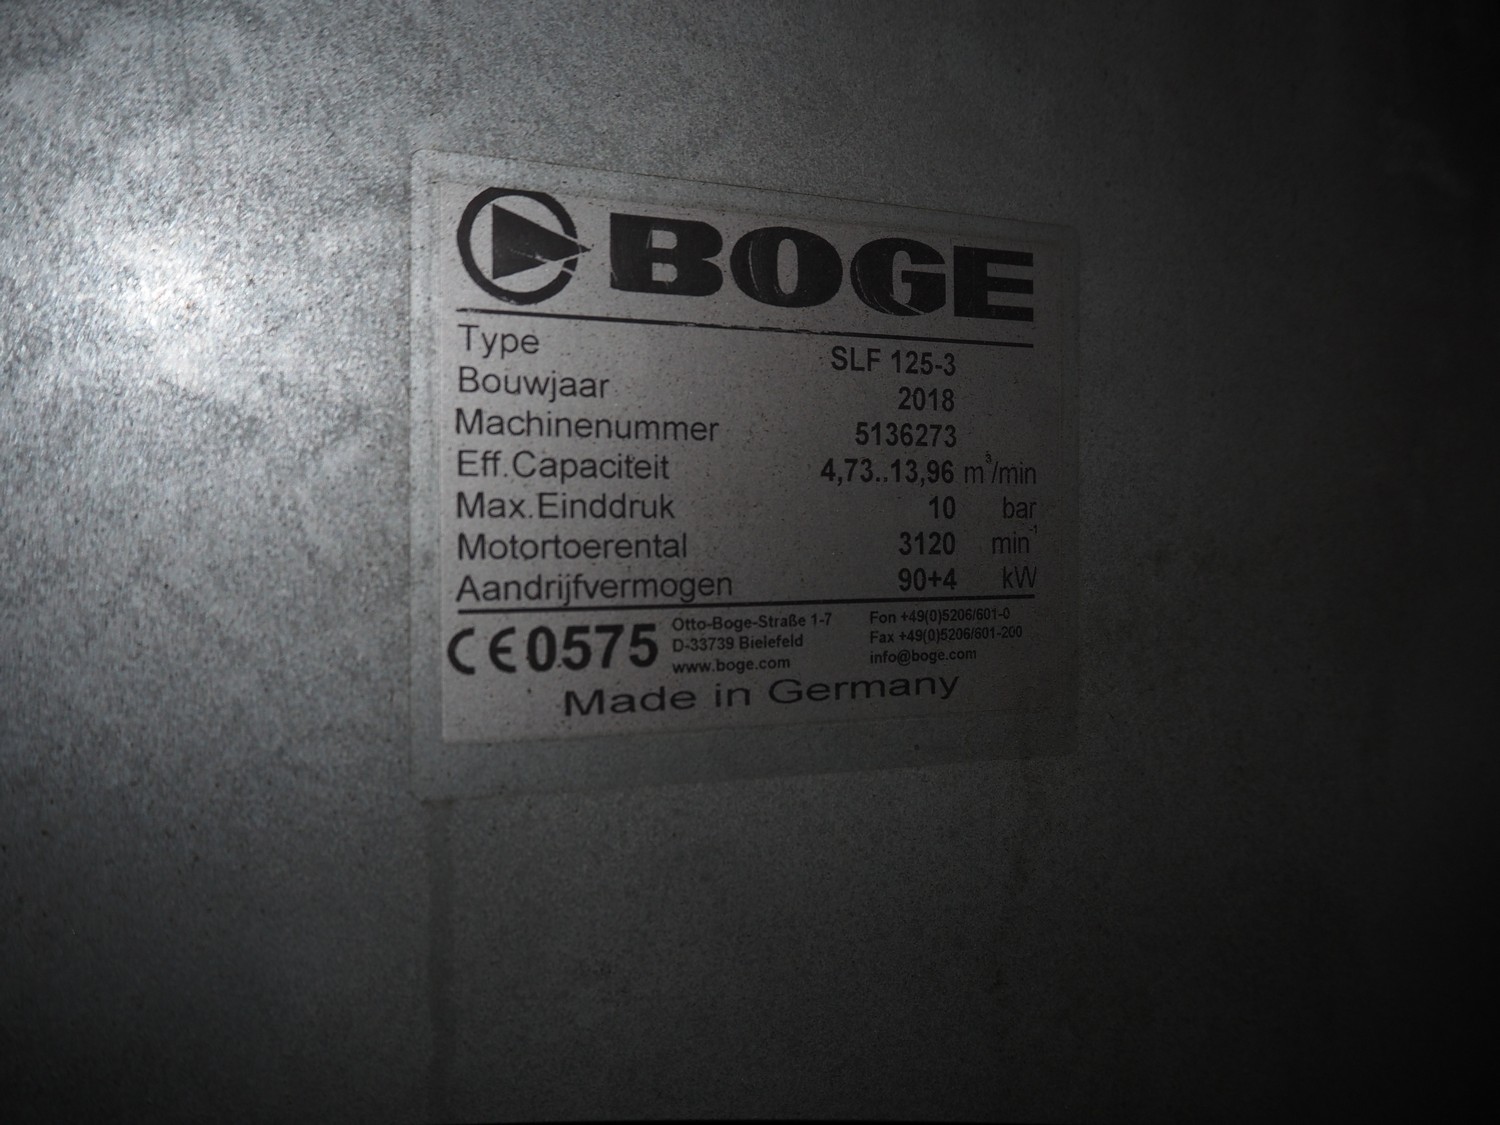 BOGE
Type SLF 125-3
Bouwjaar 2018
Machinenummer 5136273
Eff.Capaciteit 4,73..13,96 m³/min
Max.Einddruk 10 bar
Motortoerental 3120 min⁻¹
Aandrijfvermogen 90+4 kW
CE0575
Otto-Boge-Straße 1-7
D-33739 Bielefeld
www.boge.com
Fon +49(0)5206/601-0
Fax +49(0)5206/601-200
info@boge.com
Made in Germany